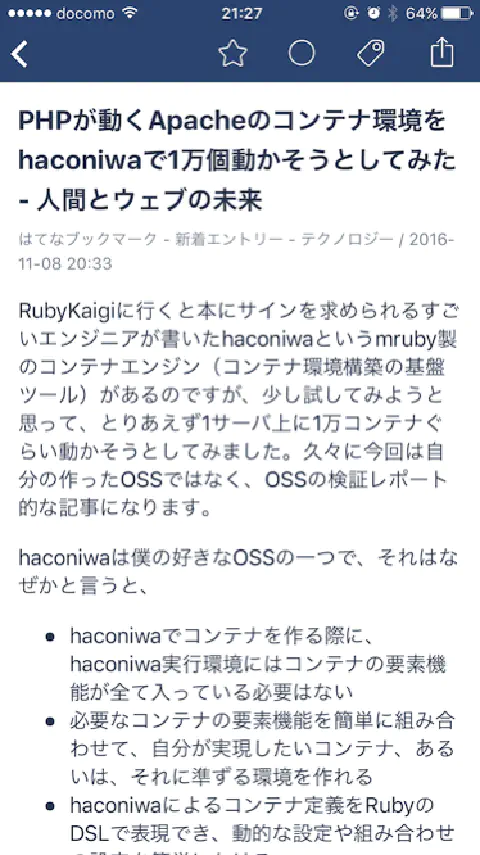 docomo 21:27 64%
PHPが動くApacheのコンテナ環境を
haconiwaで1万個動かそうとしてみた
- 人間とウェブの未来
はてなブックマーク - 新着エントリー - テクノロジー / 2016-
11-08 20:33
RubyKaigiに行くと本にサインを求められるすご
いエンジニアが書いたhaconiwaというmruby製
のコンテナエンジン（コンテナ環境構築の基盤
ツール）があるのですが、少し試してみようと
思って、とりあえず1サーバ上に1万コンテナぐ
らい動かそうとしてみました。久々に今回は自
分の作ったOSSではなく、OSSの検証レポート
的な記事になります。
haconiwaは僕の好きなOSSの一つで、それはな
ぜかと言うと、
● haconiwaでコンテナを作る際に、
haconiwa実行環境にはコンテナの要素機
能が全て入っている必要はない
● 必要なコンテナの要素機能を簡単に組み合
わせて、自分が実現したいコンテナ、ある
いは、それに準ずる環境を作れる
● haconiwaによるコンテナ定義をRubyの
DSLで表現でき、動的な設定や組み合わせ